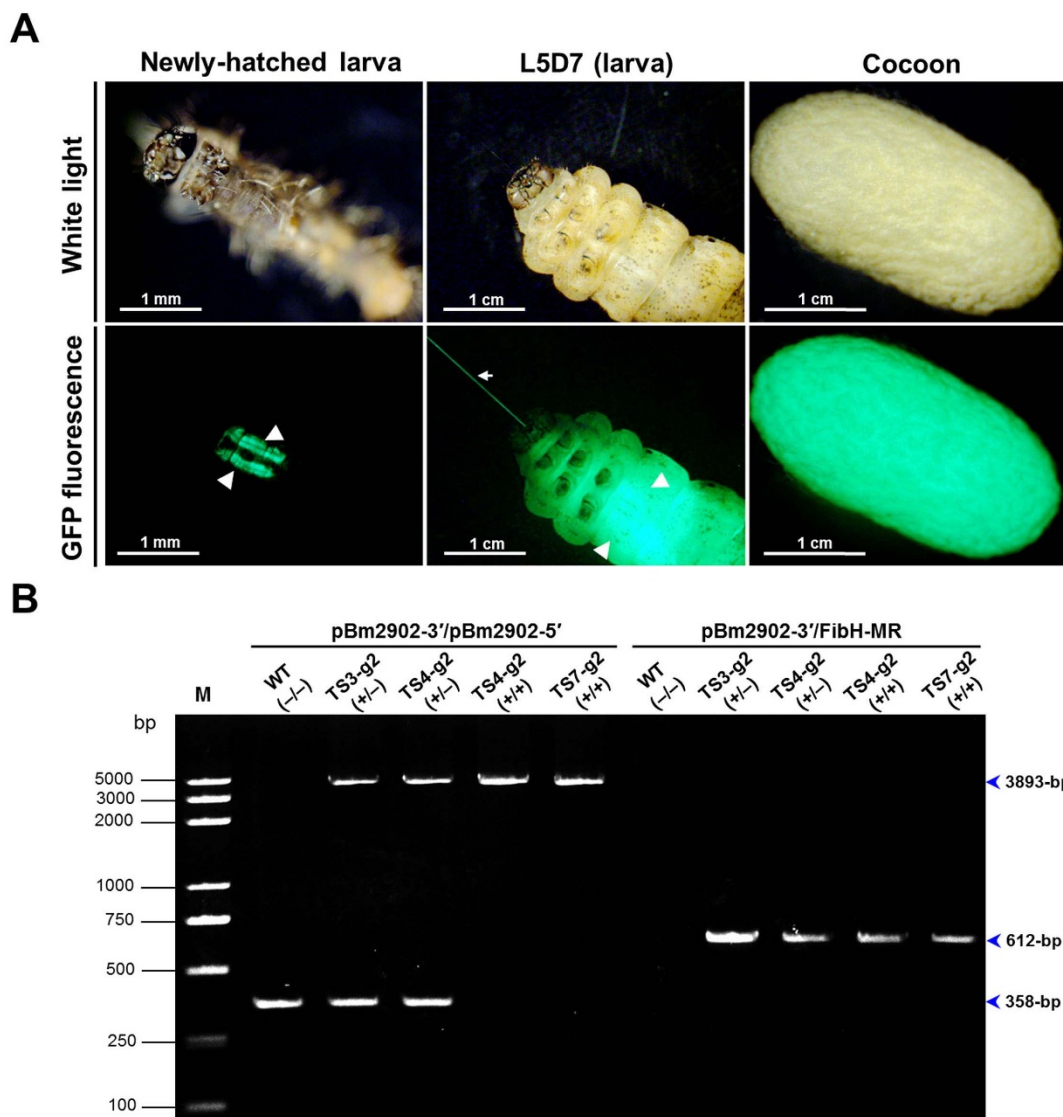 A
Newly-hatched larva L5D7 (larva) Cocoon
White light
1 mm 1 cm 1 cm
GFP fluorescence
1 mm 1 cm 1 cm
B
pBm2902-3′/pBm2902-5′ pBm2902-3′/FibH-MR
M WT (–/–) TS3-g2 (+/–) TS4-g2 (+/–) TS4-g2 (+/+) TS7-g2 (+/+) WT (–/–) TS3-g2 (+/–) TS4-g2 (+/–) TS4-g2 (+/+) TS7-g2 (+/+)
bp
5000 3893-bp
3000
2000
1000
750
612-bp
500
358-bp
250
100